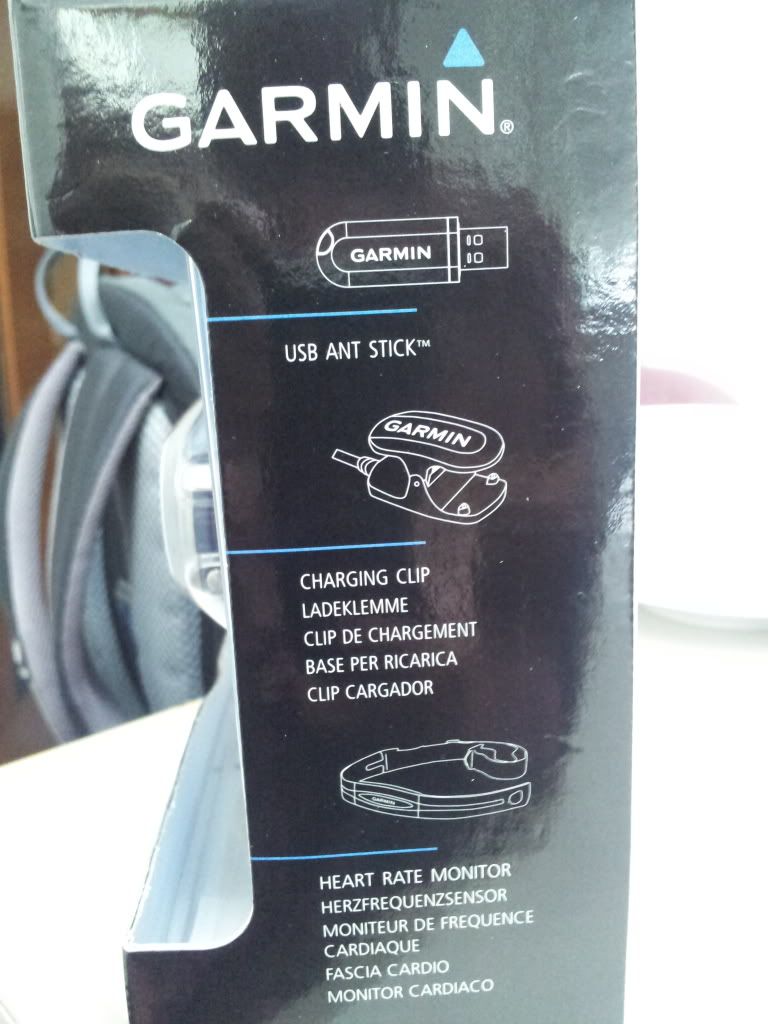 GARMIN®
GARMIN
USB ANT STICK™
GARMIN
CHARGING CLIP
LADEKLEMME
CLIP DE CHARGEMENT
BASE PER RICARICA
CLIP CARGADOR
GARMIN
HEART RATE MONITOR
HERZFREQUENZSENSOR
MONITEUR DE FREQUENCE
CARDIAQUE
FASCIA CARDIO
MONITOR CARDIACO